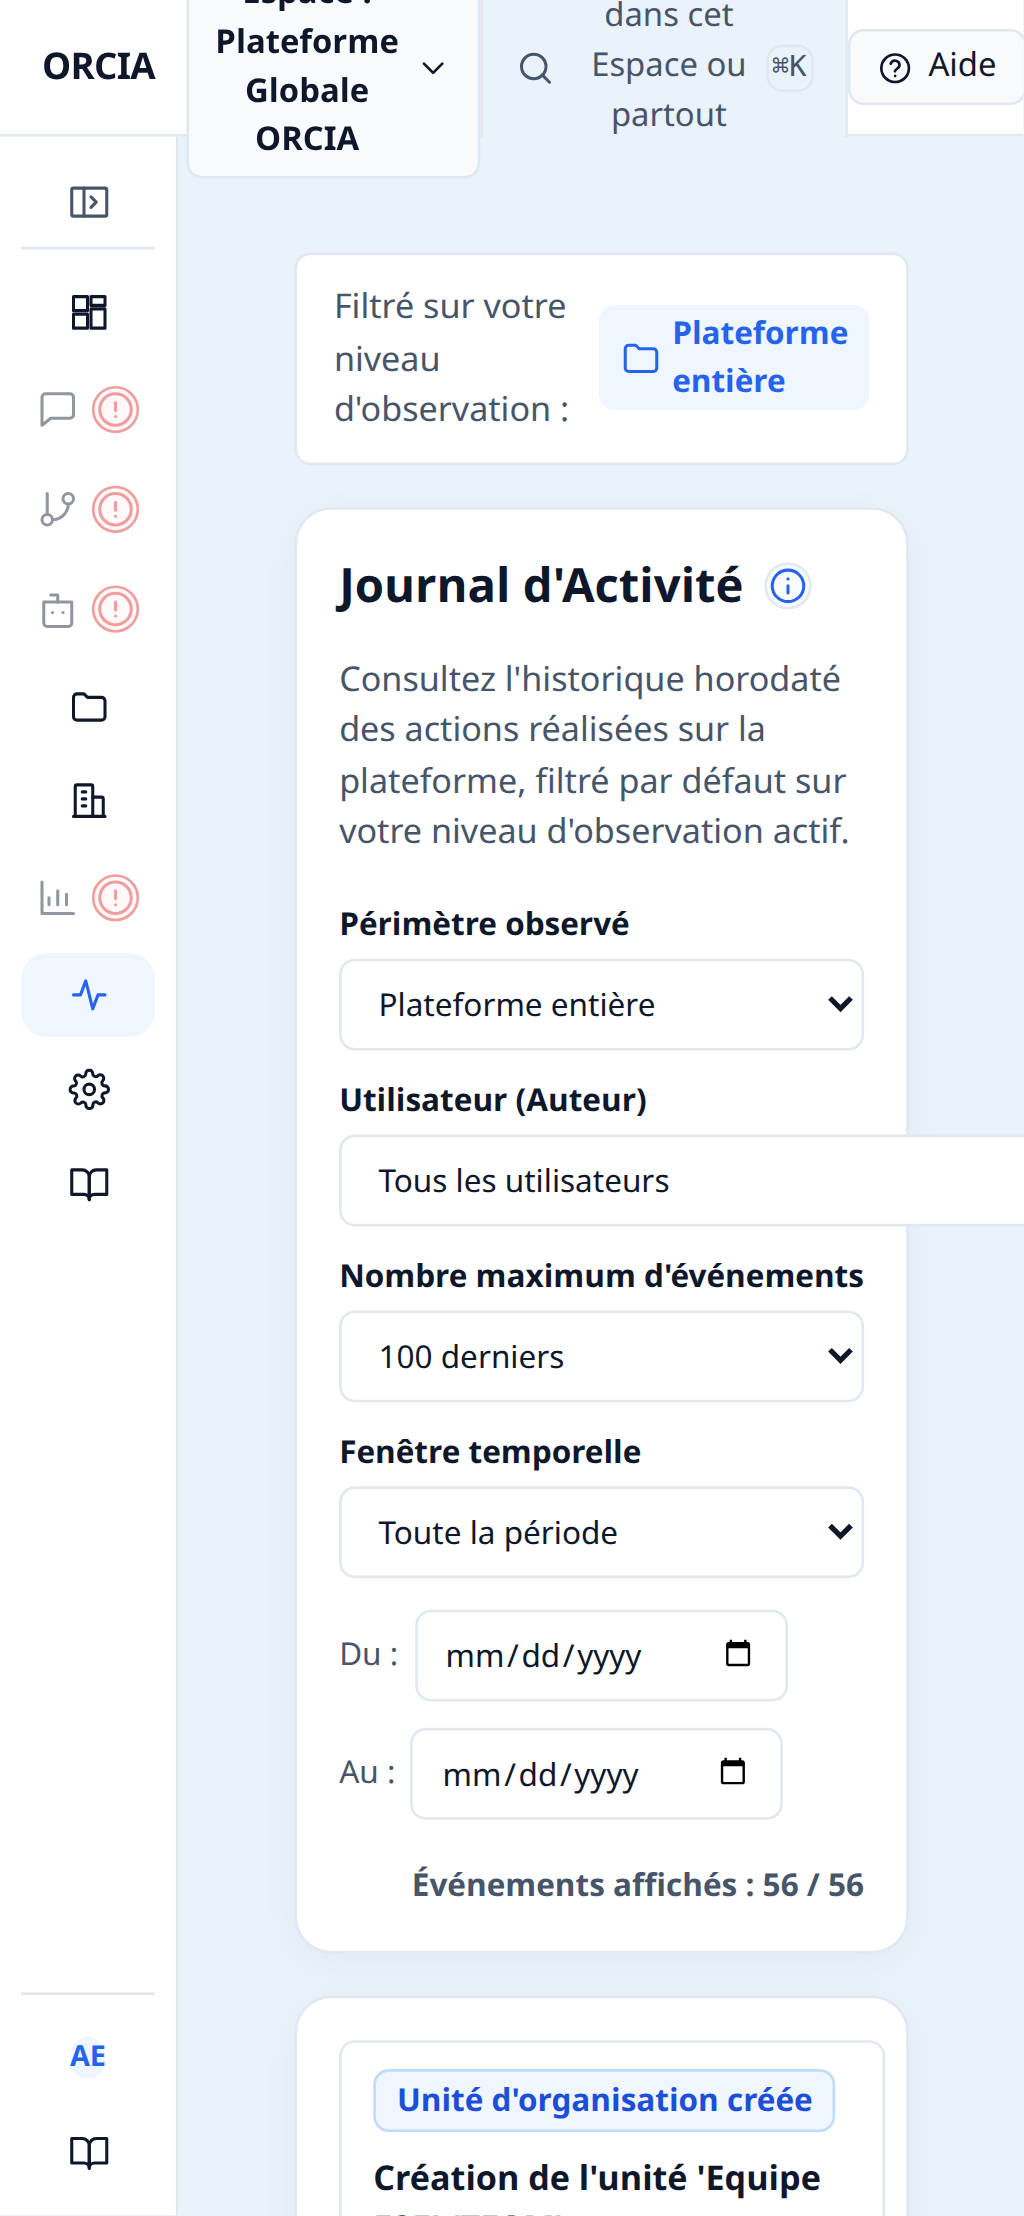 ORCIA
Espace :
Plateforme
Globale
ORCIA
dans cet
Espace ou
partout
⌘K
Aide
Filtré sur votre
niveau
d'observation :
Plateforme
entière
Journal d'Activité
Consultez l'historique horodaté
des actions réalisées sur la
plateforme, filtré par défaut sur
votre niveau d'observation actif.
Périmètre observé
Plateforme entière
Utilisateur (Auteur)
Tous les utilisateurs
Nombre maximum d'événements
100 derniers
Fenêtre temporelle
Toute la période
Du :
mm/dd/yyyy
Au :
mm/dd/yyyy
Événements affichés : 56 / 56
AE
Unité d'organisation créée
Création de l'unité 'Equipe